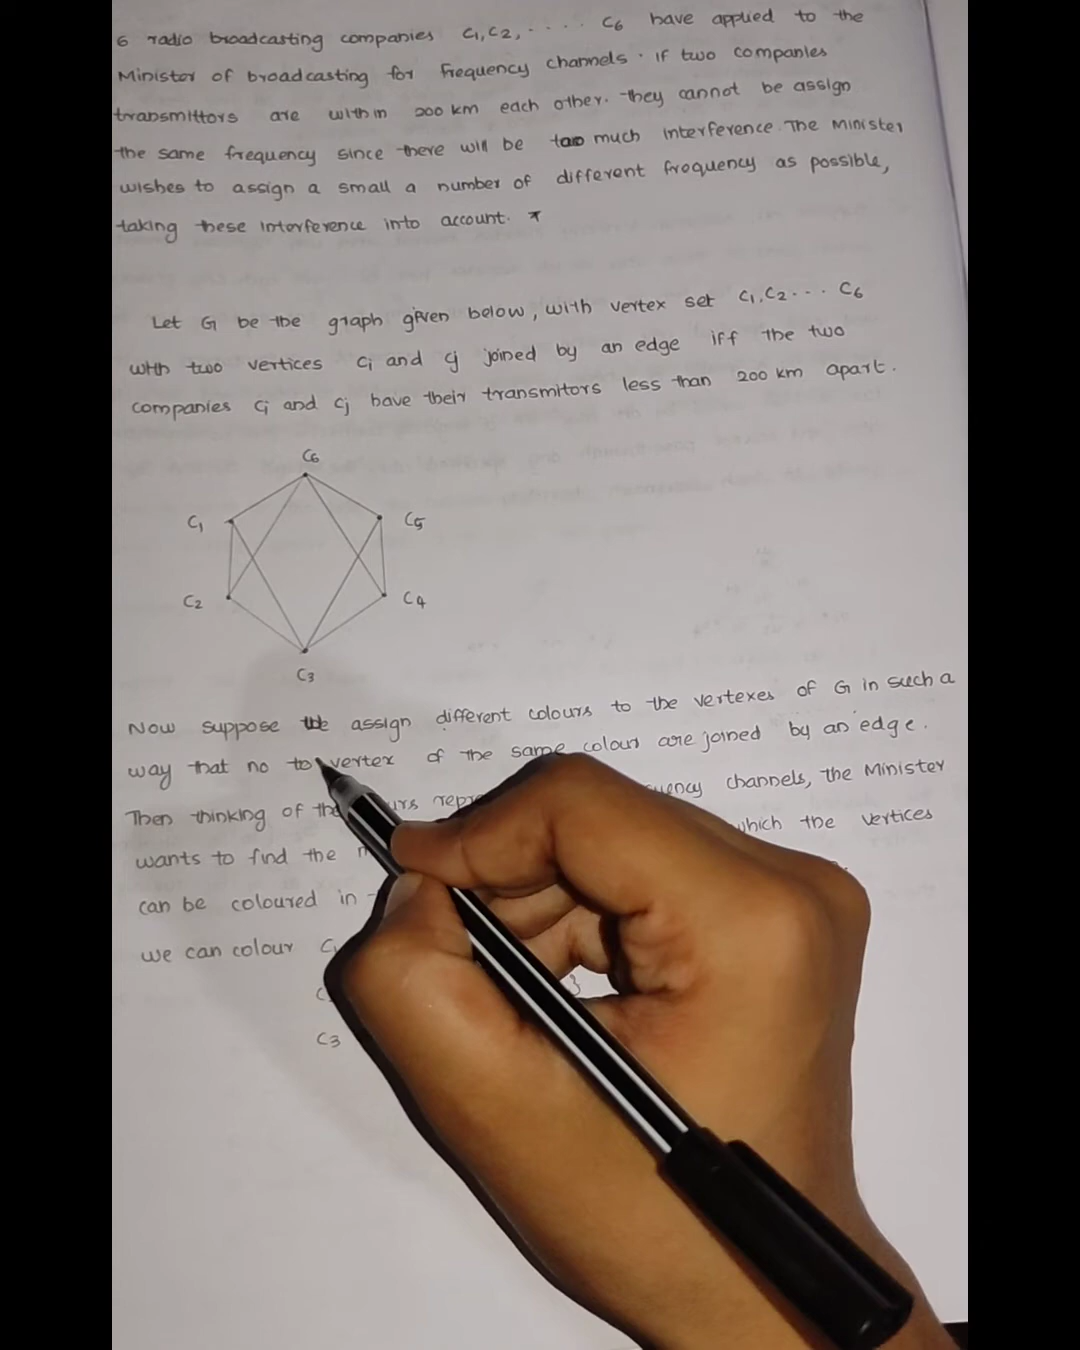 6 radio broadcasting companies C1, C2, .... C6 have applied to the
Minister of broadcasting for frequency channels. if two companies
transmittors are within 200 km each other. they cannot be assign
the same frequency since there will be too much interference. The Minister
wishes to assign a small a number of different frequency as possible,
taking these interference into account.
Let G be the graph given below, with vertex set C1, C2 ... C6
with two vertices Ci and Cj joined by an edge iff the two
companies Ci and Cj have their transmitors less than 200 km apart.
C6
C1
C5
C2
C4
C3
Now suppose we assign different colours to the vertexes of G in such a
way that no to vertex of the same colour are joined by an edge.
Then thinking of the channels, the Minister
wants to find the which the vertices
can be coloured in
we can colour
3
C3